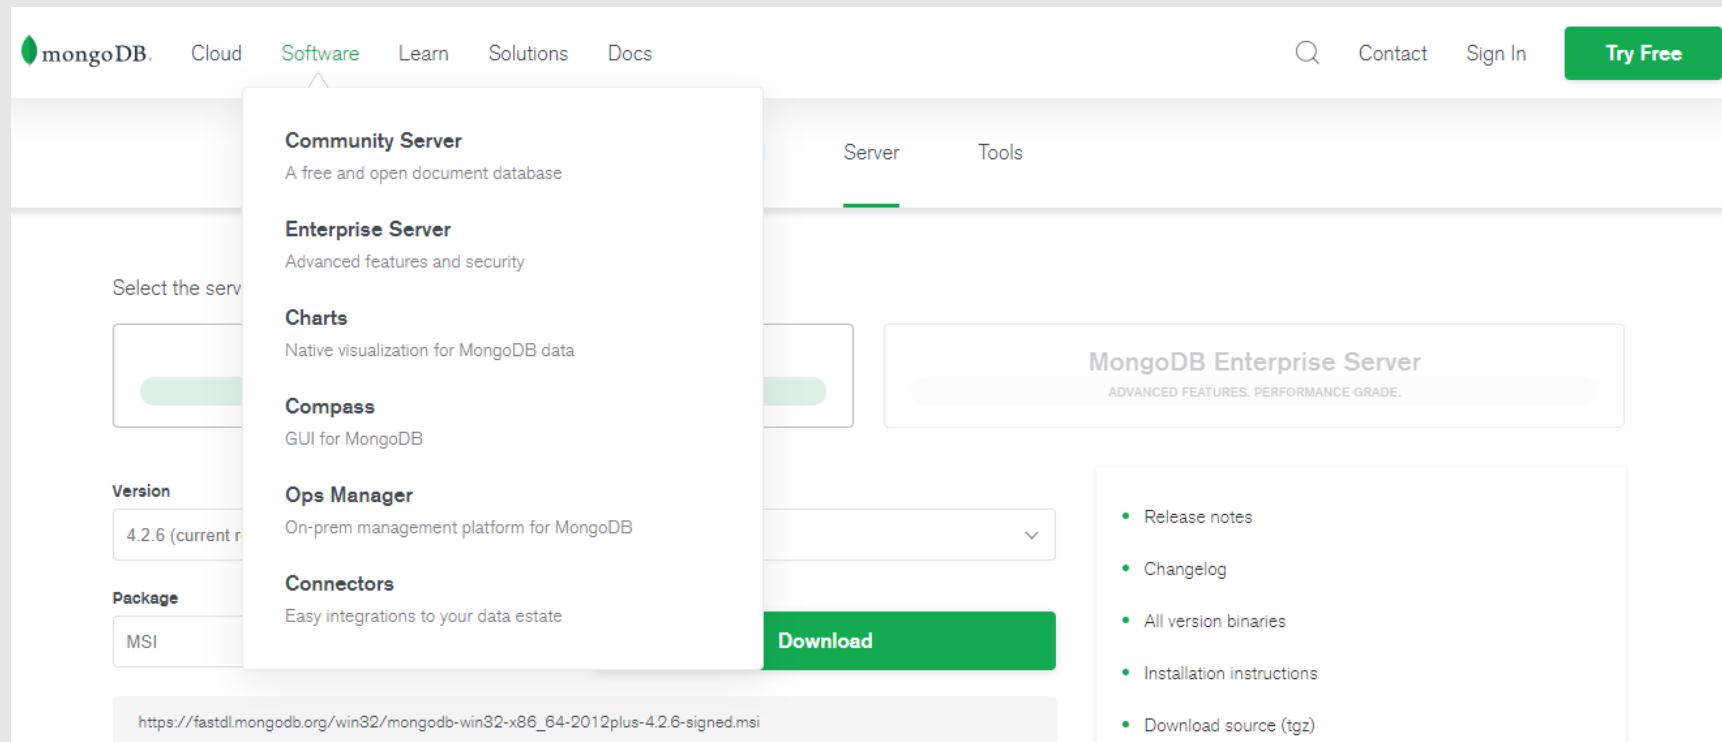 mongoDB.
Cloud
Software
Learn
Solutions
Docs
Contact
Sign In
Try Free
Community Server
A free and open document database
Enterprise Server
Advanced features and security
Charts
Native visualization for MongoDB data
Compass
GUI for MongoDB
Ops Manager
On-prem management platform for MongoDB
Connectors
Easy integrations to your data estate
Server
Tools
Select the serv
MongoDB Enterprise Server
ADVANCED FEATURES. PERFORMANCE GRADE.
Version
4.2.6 (current r
Package
MSI
Download
https://fastdl.mongodb.org/win32/mongodb-win32-x86_64-2012plus-4.2.6-signed.msi
Release notes
Changelog
All version binaries
Installation instructions
Download source (tgz)